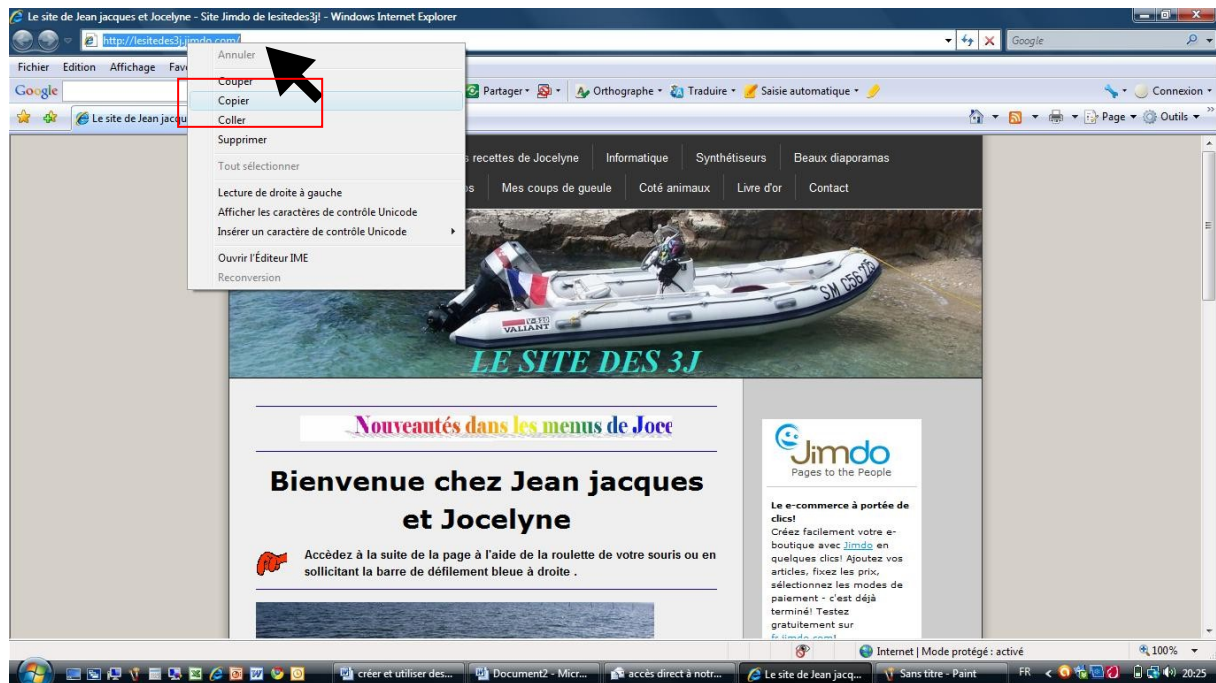 Le site de Jean jacques et Jocelyne - Site Jimdo de lesitedes3j! - Windows Internet Explorer
http://lesitedes3j.jimdo.com/
Google
Fichier Edition Affichage Fav
Annuler
Couper
Copier
Coller
Supprimer
Tout sélectionner
Lecture de droite à gauche
Afficher les caractères de contrôle Unicode
Insérer un caractère de contrôle Unicode
Ouvrir l'Éditeur IME
Reconversion
Google
Partager
Orthographe
Traduire
Saisie automatique
Connexion
Le site de Jean jacqu
Page
Outils
recettes de Jocelyne Informatique Synthétiseurs Beaux diaporamas
Mes coups de gueule Coté animaux Livre d'or Contact
SM C56
VALIANT
LE SITE DES 3J
Nouveautés dans les menus de Joce
Bienvenue chez Jean jacques
et Jocelyne
Accèdez à la suite de la page à l'aide de la roulette de votre souris ou en
sollicitant la barre de défilement bleue à droite .
Jimdo
Pages to the People
Le e-commerce à portée de
clics!
Créez facilement votre e-
boutique avec Jimdo en
quelques clics! Ajoutez vos
articles, fixez les prix,
sélectionnez les modes de
paiement - c'est déjà
terminé! Testez
gratuitement sur
fr.jimdo.com!
Internet | Mode protégé : activé
100%
créer et utiliser des...
Document2 - Micr...
accès direct à notr...
Le site de Jean jacq...
Sans titre - Paint
FR
20:25